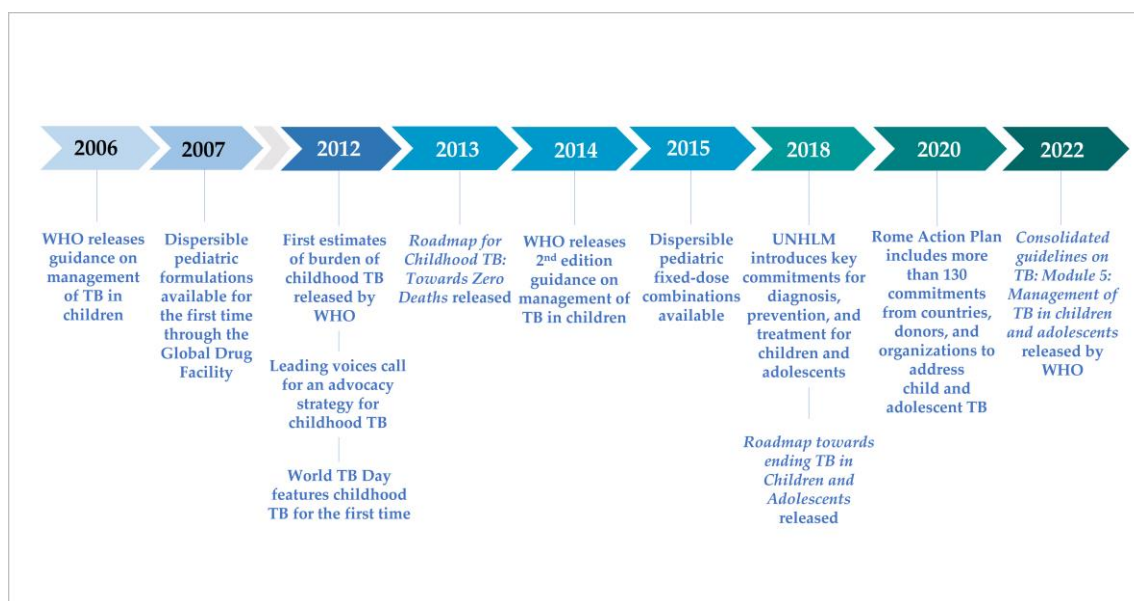 2006
2007
2012
2013
2014
2015
2018
2020
2022
WHO releases
guidance on
management
of TB in
children
Dispersible
pediatric
formulations
available for
the first time
through the
Global Drug
Facility
First estimates
of burden of
childhood TB
released by
WHO
Leading voices call
for an advocacy
strategy for
childhood TB
World TB Day
features childhood
TB for the first time
Roadmap for
Childhood TB:
Towards Zero
Deaths released
WHO releases
2nd edition
guidance on
management of
TB in children
Dispersible
pediatric
fixed-dose
combinations
available
UNHLM
introduces key
commitments for
diagnosis,
prevention, and
treatment for
children and
adolescents
Roadmap towards
ending TB in
Children and
Adolescents
released
Rome Action Plan
includes more
than 130
commitments
from countries,
donors, and
organizations to
address
child and
adolescent TB
Consolidated
guidelines on
TB: Module 5:
Management of
TB in children
and adolescents
released by
WHO